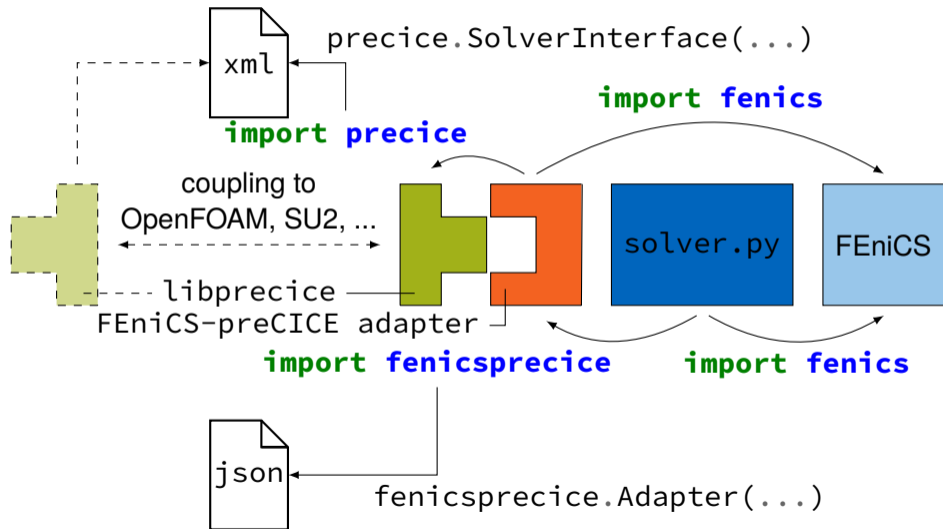 precice.SolverInterface(...)
xml
import fenics
import precice
coupling to
OpenFOAM, SU2, ...
solver.py
FEniCS
libprecice
FEniCS-preCICE adapter
import fenicsprecice
import fenics
json
fenicsprecice.Adapter(...)